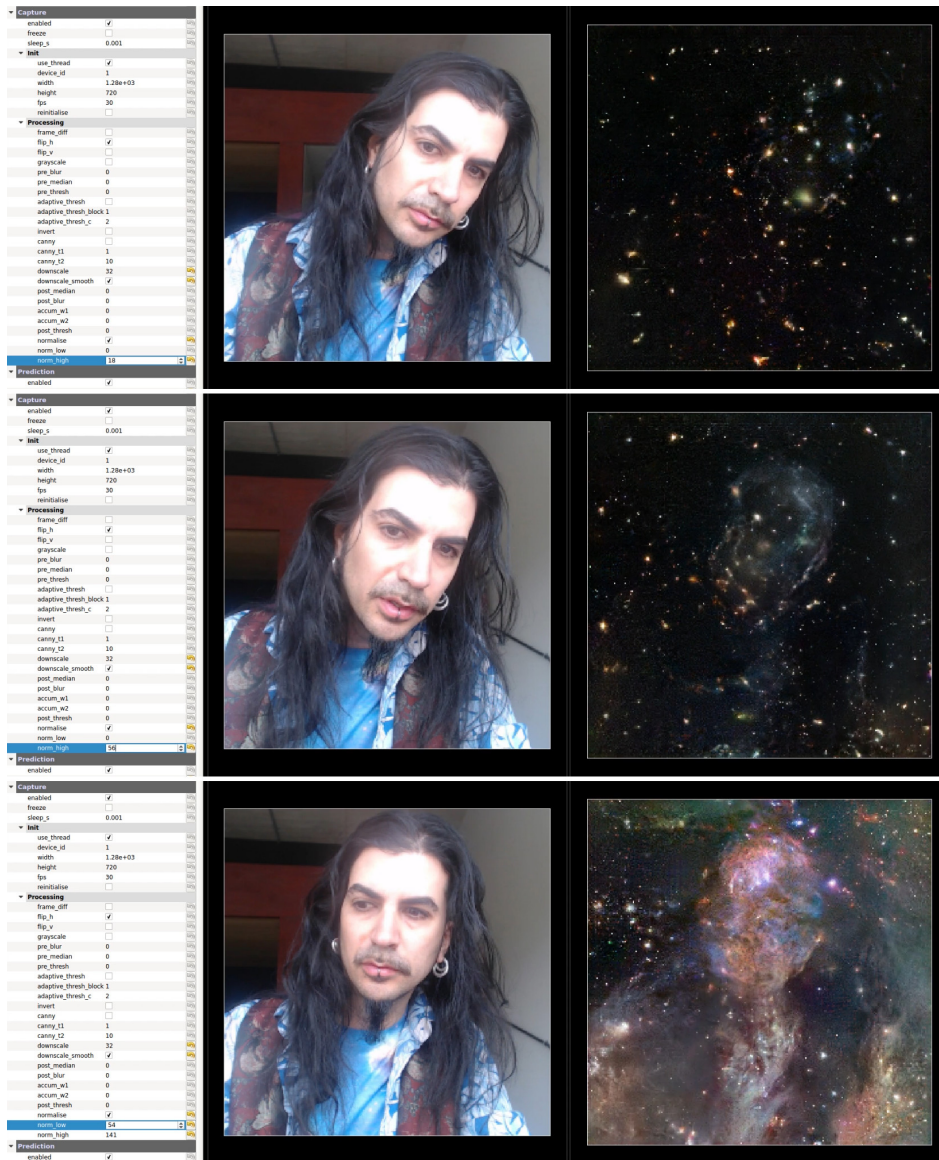 Capture
enabled
freeze
sleep_s 0.001
Init
use_thread
device_id 1
width 1.28e+03
height 720
fps 30
reinitialise
Processing
frame_diff
flip_h
flip_v
grayscale
pre_blur 0
pre_median 0
pre_thresh 0
adaptive_thresh
adaptive_thresh_block 1
adaptive_thresh_c 2
invert
canny
canny_t1 1
canny_t2 10
downscale 32
downscale_smooth
post_median 0
post_blur 0
accum_w1 0
accum_w2 0
post_thresh 0
normalise
norm_low 0
norm_high 18
Prediction
enabled
Capture
enabled
freeze
sleep_s 0.001
Init
use_thread
device_id 1
width 1.28e+03
height 720
fps 30
reinitialise
Processing
frame_diff
flip_h
flip_v
grayscale
pre_blur 0
pre_median 0
pre_thresh 0
adaptive_thresh
adaptive_thresh_block 1
adaptive_thresh_c 2
invert
canny
canny_t1 1
canny_t2 10
downscale 32
downscale_smooth
post_median 0
post_blur 0
accum_w1 0
accum_w2 0
post_thresh 0
normalise
norm_low 0
norm_high 56
Prediction
enabled
Capture
enabled
freeze
sleep_s 0.001
Init
use_thread
device_id 1
width 1.28e+03
height 720
fps 30
reinitialise
Processing
frame_diff
flip_h
flip_v
grayscale
pre_blur 0
pre_median 0
pre_thresh 0
adaptive_thresh
adaptive_thresh_block 1
adaptive_thresh_c 2
invert
canny
canny_t1 1
canny_t2 10
downscale 32
downscale_smooth
post_median 0
post_blur 0
accum_w1 0
accum_w2 0
post_thresh 0
normalise
norm_low 54
norm_high 141
Prediction
enabled